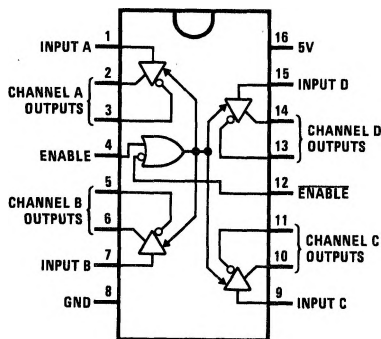 1
INPUT A
2
CHANNEL A
OUTPUTS
3
4
ENABLE
5
CHANNEL B
OUTPUTS
6
7
INPUT B
8
GND
16
5V
15
INPUT D
14
CHANNEL D
OUTPUTS
13
12
ENABLE
11
CHANNEL C
OUTPUTS
10
9
INPUT C